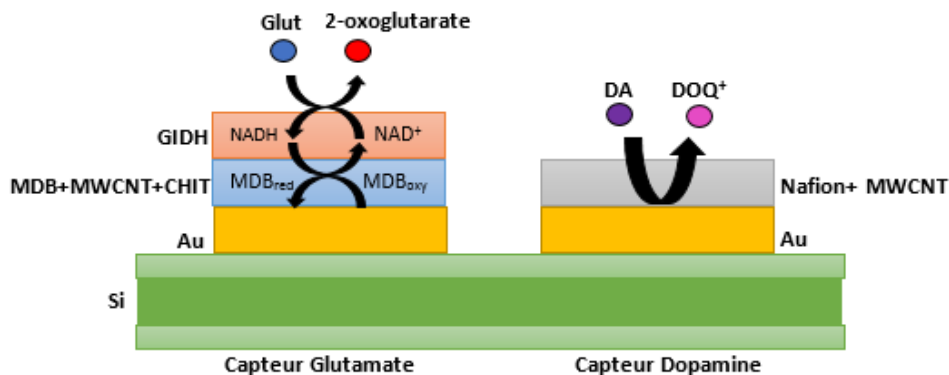 Glut 2-oxoglutarate
DA DOQ+
GIDH NADH NAD+
MDB+MWCNT+CHIT MDBred MDBoxy
Nafion+ MWCNT
Au
Au
Si
Capteur Glutamate
Capteur Dopamine